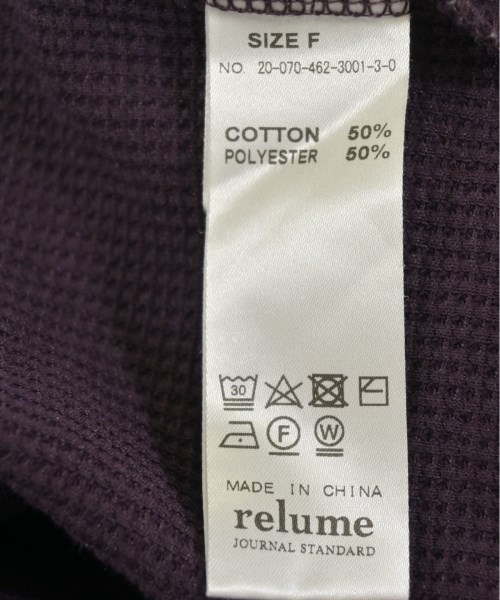 SIZE F
NO. 20-070-462-3001-3-0
COTTON 50%
POLYESTER 50%
30
F W
MADE IN CHINA
relume
JOURNAL STANDARD